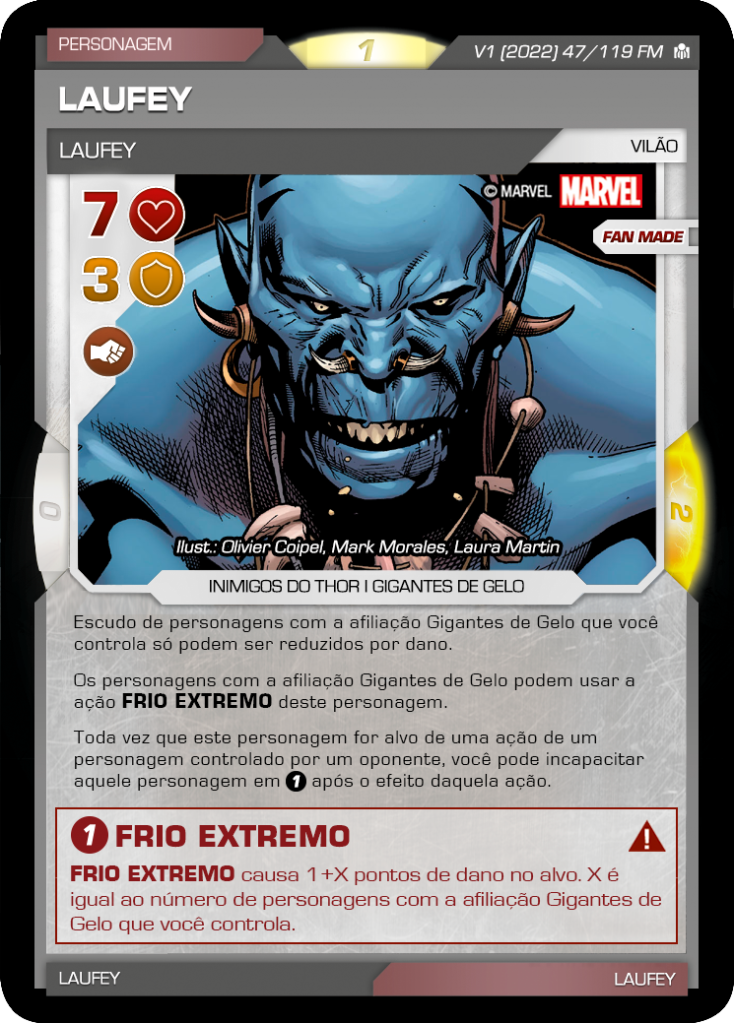 PERSONAGEM
1
V1 (2022) 47/119 FM
LAUFEY
LAUFEY
VILÃO
© MARVEL MARVEL
7
FAN MADE
3
0
2
Ilust.: Olivier Coipel, Mark Morales, Laura Martin
INIMIGOS DO THOR | GIGANTES DE GELO
Escudo de personagens com a afiliação Gigantes de Gelo que você
controla só podem ser reduzidos por dano.
Os personagens com a afiliação Gigantes de Gelo podem usar a
ação FRIO EXTREMO deste personagem.
Toda vez que este personagem for alvo de uma ação de um
personagem controlado por um oponente, você pode incapacitar
aquele personagem em 1 após o efeito daquela ação.
1 FRIO EXTREMO
FRIO EXTREMO causa 1+X pontos de dano no alvo. X é
igual ao número de personagens com a afiliação Gigantes de
Gelo que você controla.
LAUFEY
LAUFEY